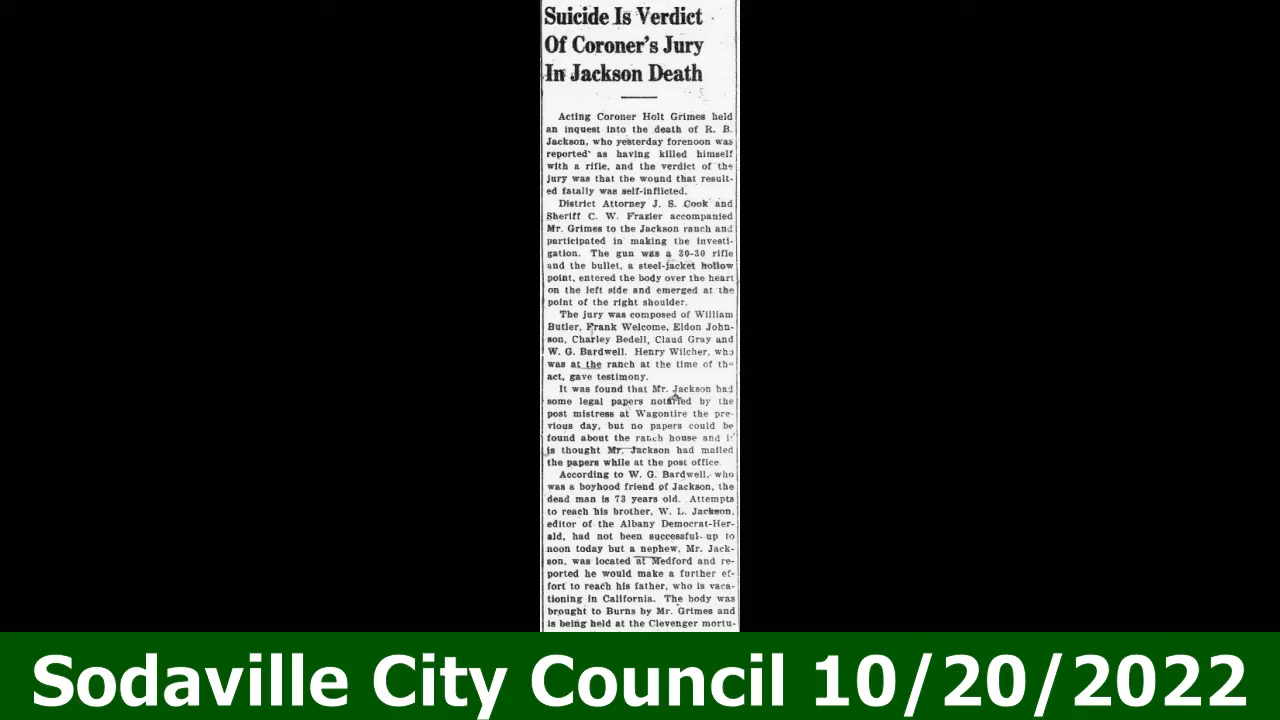 Suicide Is Verdict
Of Coroner's Jury
In Jackson Death
Acting Coroner Holt Grimes held
an inquest into the death of R. B.
Jackson, who yesterday forenoon was
reported as having killed himself
with a rifle, and the verdict of the
jury was that the wound that result-
ed fatally was self-inflicted.
District Attorney J. S. Cook and
Sheriff C. W. Frazier accompanied
Mr. Grimes to the Jackson ranch and
participated in making the investi-
gation. The gun was a 30-30 rifle
and the bullet, a steel-jacket hollow
point, entered the body over the heart
on the left side and emerged at the
point of the right shoulder.
The jury was composed of William
Butler, Frank Welcome, Eldon John-
son, Charley Bedell, Claud Gray and
W. G. Bardwell. Henry Wilcher, who
was at the ranch at the time of the
act, gave testimony.
It was found that Mr. Jackson had
some legal papers notaried by the
post mistress at Wagontire the pre-
vious day, but no papers could be
found about the ranch house and it
is thought Mr. Jackson had mailed
the papers while at the post office.
According to W. G. Bardwell, who
was a boyhood friend of Jackson, the
dead man is 73 years old. Attempts
to reach his brother, W. L. Jackson,
editor of the Albany Democrat-Her-
ald, had not been successful up to
noon today but a nephew, Mr. Jack-
son, was located at Medford and re-
ported he would make a further ef-
fort to reach his father, who is vaca-
tioning in California. The body was
brought to Burns by Mr. Grimes and
is being held at the Clevenger mortu-
Sodaville City Council 10/20/2022